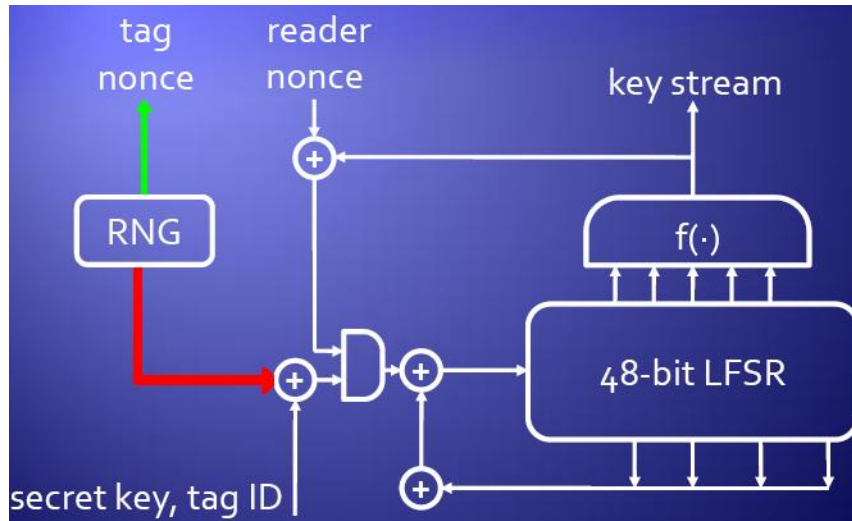 tag
nonce
reader
nonce
key stream
+
RNG
f(·)
+
+
48-bit LFSR
+
secret key, tag ID